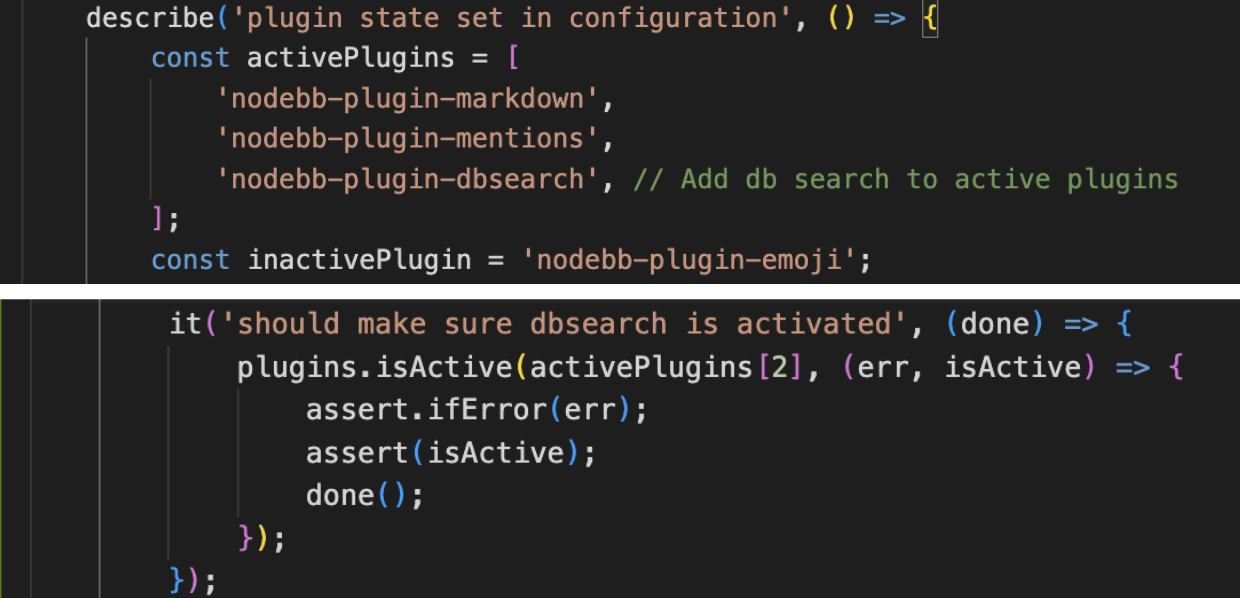 describe('plugin state set in configuration', () => {
const activePlugins = [
'nodebb-plugin-markdown',
'nodebb-plugin-mentions',
'nodebb-plugin-dbsearch', // Add db search to active plugins
];
const inactivePlugin = 'nodebb-plugin-emoji';
it('should make sure dbsearch is activated', (done) => {
plugins.isActive(activePlugins[2], (err, isActive) => {
assert.ifError(err);
assert(isActive);
done();
});
});